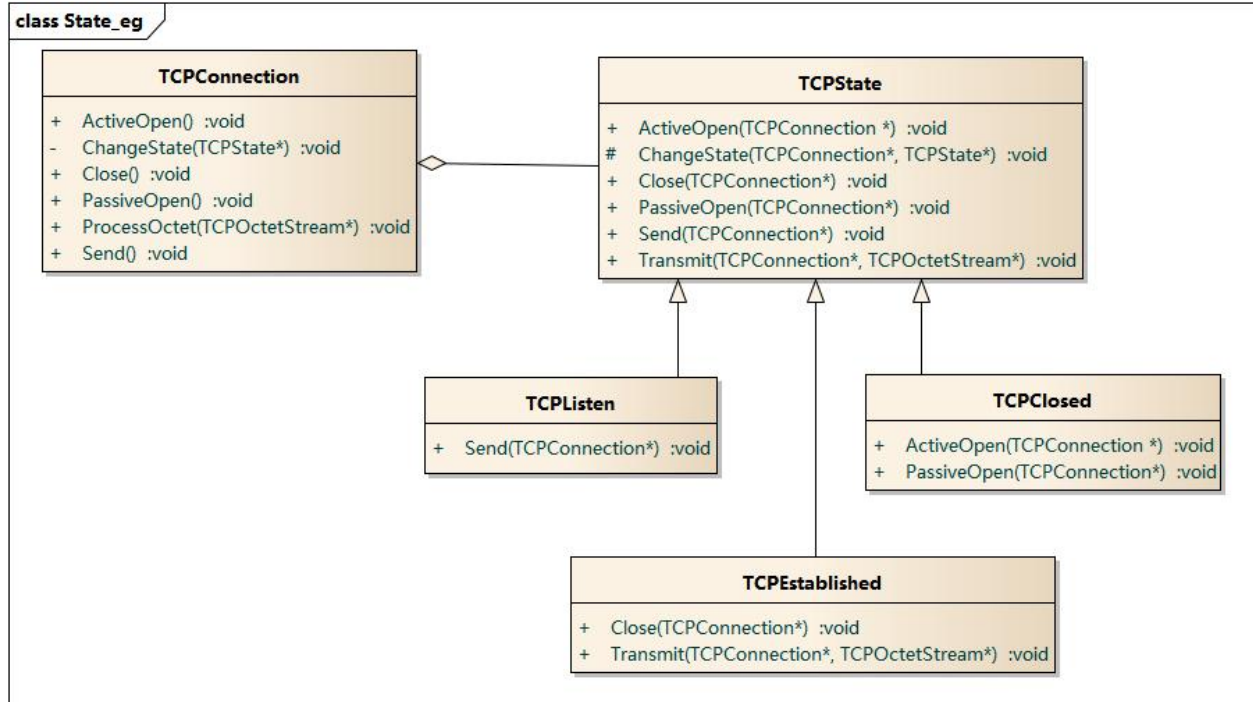 class State_eg
TCPConnection
+ ActiveOpen() :void
- ChangeState(TCPState*) :void
+ Close() :void
+ PassiveOpen() :void
+ ProcessOctet(TCPOctetStream*) :void
+ Send() :void
TCPState
+ ActiveOpen(TCPConnection *) :void
# ChangeState(TCPConnection*, TCPState*) :void
+ Close(TCPConnection*) :void
+ PassiveOpen(TCPConnection*) :void
+ Send(TCPConnection*) :void
+ Transmit(TCPConnection*, TCPOctetStream*) :void
TCPListen
+ Send(TCPConnection*) :void
TCPClosed
+ ActiveOpen(TCPConnection *) :void
+ PassiveOpen(TCPConnection*) :void
TCPEstablished
+ Close(TCPConnection*) :void
+ Transmit(TCPConnection*, TCPOctetStream*) :void